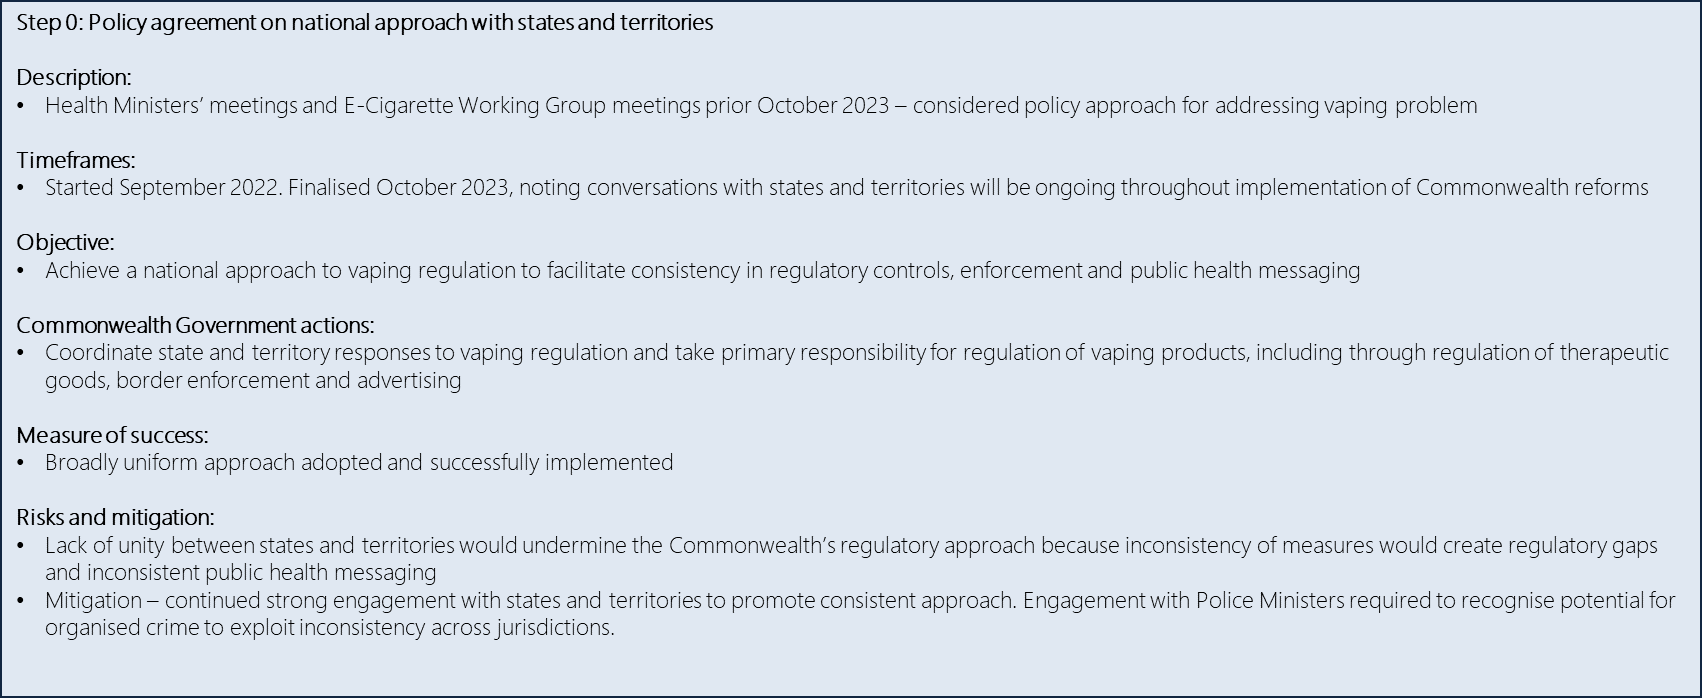 Step 0: Policy agreement on national approach with states and territories
Description:
• Health Ministers’ meetings and E-Cigarette Working Group meetings prior October 2023 – considered policy approach for addressing vaping problem
Timeframes:
• Started September 2022. Finalised October 2023, noting conversations with states and territories will be ongoing throughout implementation of Commonwealth reforms
Objective:
• Achieve a national approach to vaping regulation to facilitate consistency in regulatory controls, enforcement and public health messaging
Commonwealth Government actions:
• Coordinate state and territory responses to vaping regulation and take primary responsibility for regulation of vaping products, including through regulation of therapeutic
goods, border enforcement and advertising
Measure of success:
• Broadly uniform approach adopted and successfully implemented
Risks and mitigation:
• Lack of unity between states and territories would undermine the Commonwealth’s regulatory approach because inconsistency of measures would create regulatory gaps
and inconsistent public health messaging
• Mitigation – continued strong engagement with states and territories to promote consistent approach. Engagement with Police Ministers required to recognise potential for
organised crime to exploit inconsistency across jurisdictions.